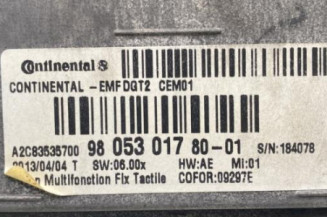 Continental
CONTINENTAL -EMFDGT2 CEM01
A2C83535700 98 053 017 80-01 S/N:184078
2013/04/04 T SW:06.00x HW:AE MI:01
Multifonction Fix Tactile COFOR:09297E